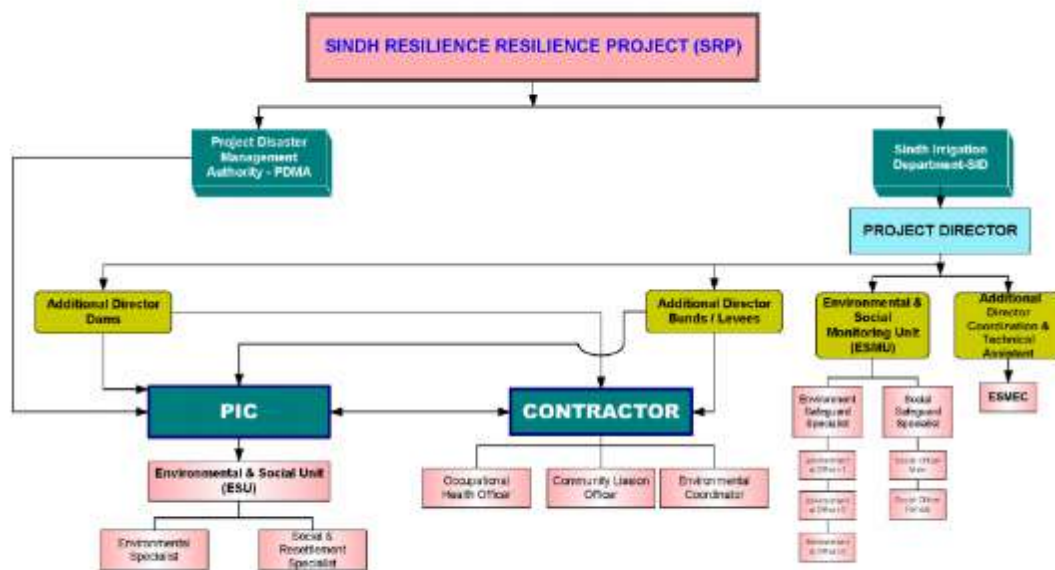 SINDH RESILIENCE RESILIENCE PROJECT (SRP)
Project Disaster
Management
Authority - PDMA
Sindh Irrigation
Department-SID
PROJECT DIRECTOR
Additional Director
Dams
Additional Director
Bunds / Levees
Environmental &
Social
Monitoring Unit
(ESMU)
Additional
Director
Coordination &
Technical
Assistent
PIC
CONTRACTOR
Environment
Safeguard
Specialist
Social
Safeguard
Specialist
ESMEC
Environmental & Social Unit
(ESU)
Occupational
Health Officer
Community Liaison
Officer
Environmental
Coordinator
Environmental
Specialist
Social &
Resettlement
Specialist
Social Officer